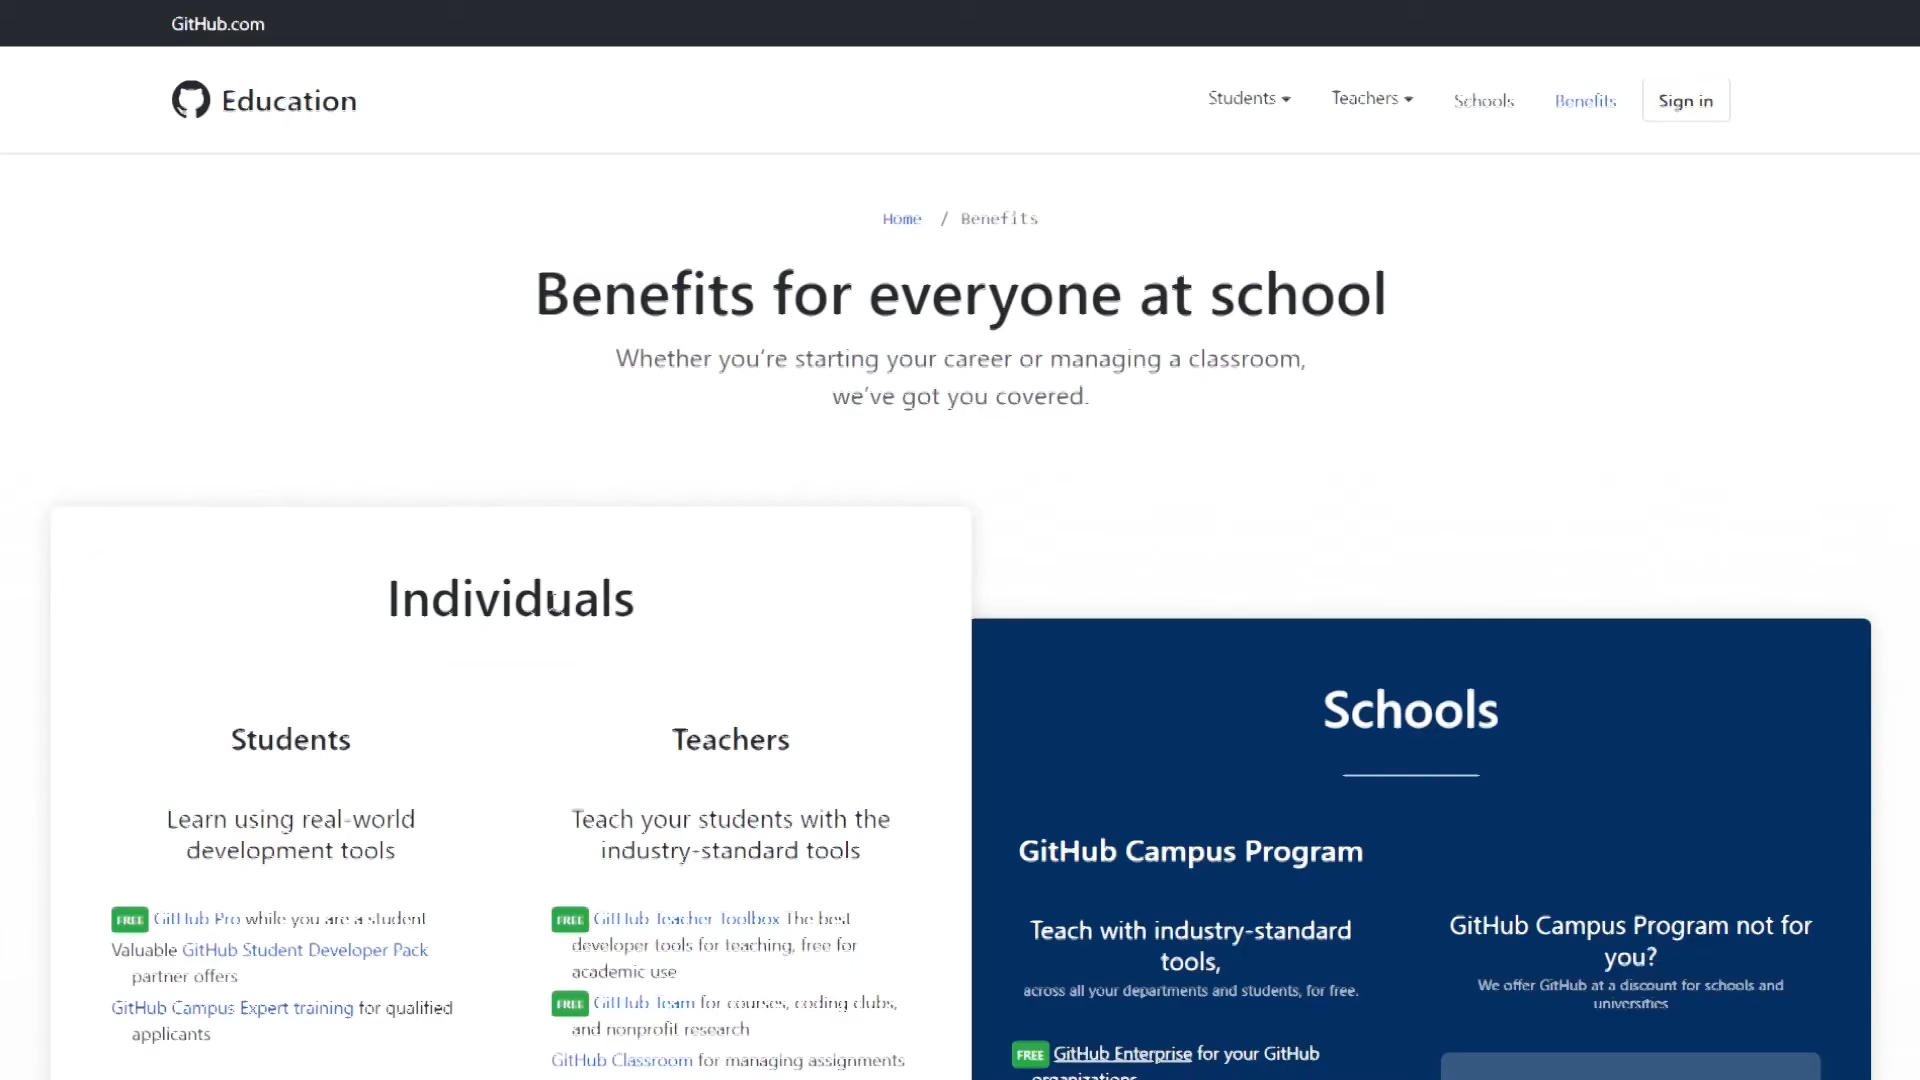 GitHub.com
Education
Students
Teachers
Schools
Benefits
Sign in
Home / Benefits
Benefits for everyone at school
Whether you're starting your career or managing a classroom,
we've got you covered.
Individuals
Students
Learn using real-world
development tools
FREE GitHub Pro while you are a student
Valuable GitHub Student Developer Pack
partner offers
GitHub Campus Expert training for qualified
applicants
Teachers
Teach your students with the
industry-standard tools
FREE GitHub Teacher Toolbox The best
developer tools for teaching, free for
academic use
FREE GitHub Team for courses, coding clubs,
and nonprofit research
GitHub Classroom for managing assignments
Schools
GitHub Campus Program
Teach with industry-standard
tools,
across all your departments and students, for free.
FREE GitHub Enterprise for your GitHub
organizations
GitHub Campus Program not for
you?
We offer GitHub at a discount for schools and
universities